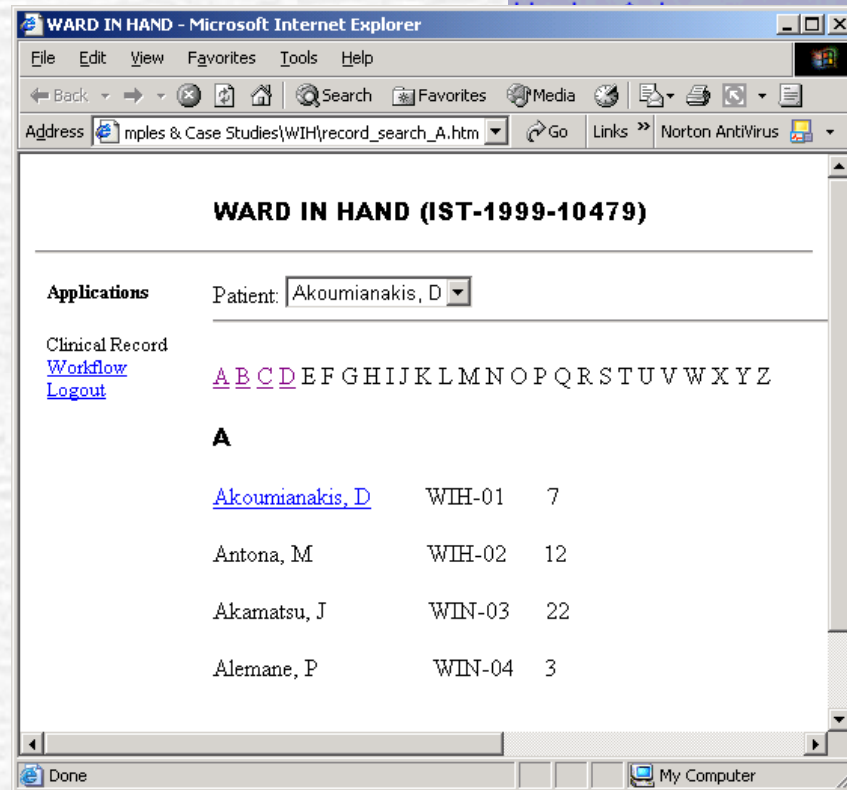 WARD IN HAND - Microsoft Internet Explorer
File Edit View Favorites Tools Help
Back Search Favorites Media
Address mples & Case Studies\WIH\record_search_A.htm Go Links » Norton AntiVirus
WARD IN HAND (IST-1999-10479)
Applications
Patient: Akoumianakis, D
Clinical Record
Workflow
Logout
A B C D E F G H I J K L M N O P Q R S T U V W X Y Z
A
Akoumianakis, D WIH-01 7
Antona, M WIH-02 12
Akamatsu, J WIN-03 22
Alemane, P WIN-04 3
Done My Computer